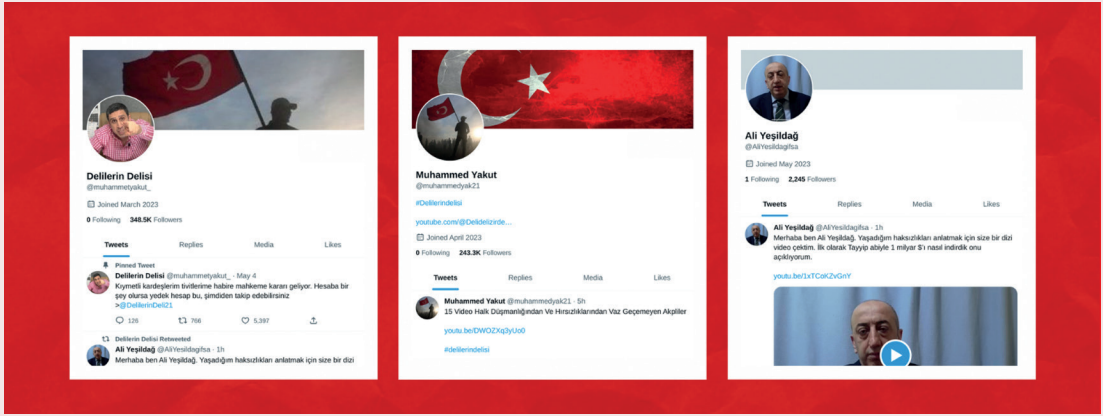 Delilerin Delisi
@muhammetyakut_
Joined March 2023
0 Following 348.5K Followers
Tweets Replies Media Likes
Pinned Tweet
Delilerin Delisi @muhammetyakut_ · May 4
Kıymetli kardeşlerim tivitlerime habire mahkeme kararı geliyor. Hesaba bir
şey olursa yedek hesap bu, şimdiden takip edebilirsiniz
>@DelilerinDeli21
126 766 5,397
Delilerin Delisi Retweeted
Ali Yeşildağ @AliYesildagifsa · 1h
Merhaba ben Ali Yeşildağ. Yaşadığım haksızlıkları anlatmak için size bir dizi
Muhammed Yakut
@muhammedyak21
#Delilerindelisi
youtube.com/@Delidelizirde...
Joined April 2023
0 Following 243.3K Followers
Tweets Replies Media Likes
Muhammed Yakut @muhammedyak21 · 5h
15 Video Halk Düşmanlığından Ve Hırsızlıklarından Vaz Geçemeyen Akpliler
youtu.be/DWOZXq3yUo0
#delilerindelisi
Ali Yeşildağ
@AliYesildagifsa
Joined May 2023
1 Following 2,245 Followers
Tweets Replies Media Likes
Ali Yeşildağ @AliYesildagifsa · 1h
Merhaba ben Ali Yeşildağ. Yaşadığım haksızlıkları anlatmak için size bir dizi
video çektim. İlk olarak Tayyip abiyle 1 milyar $'ı nasıl indirdik onu
açıklıyorum.
youtu.be/1xTCoKZvGnY